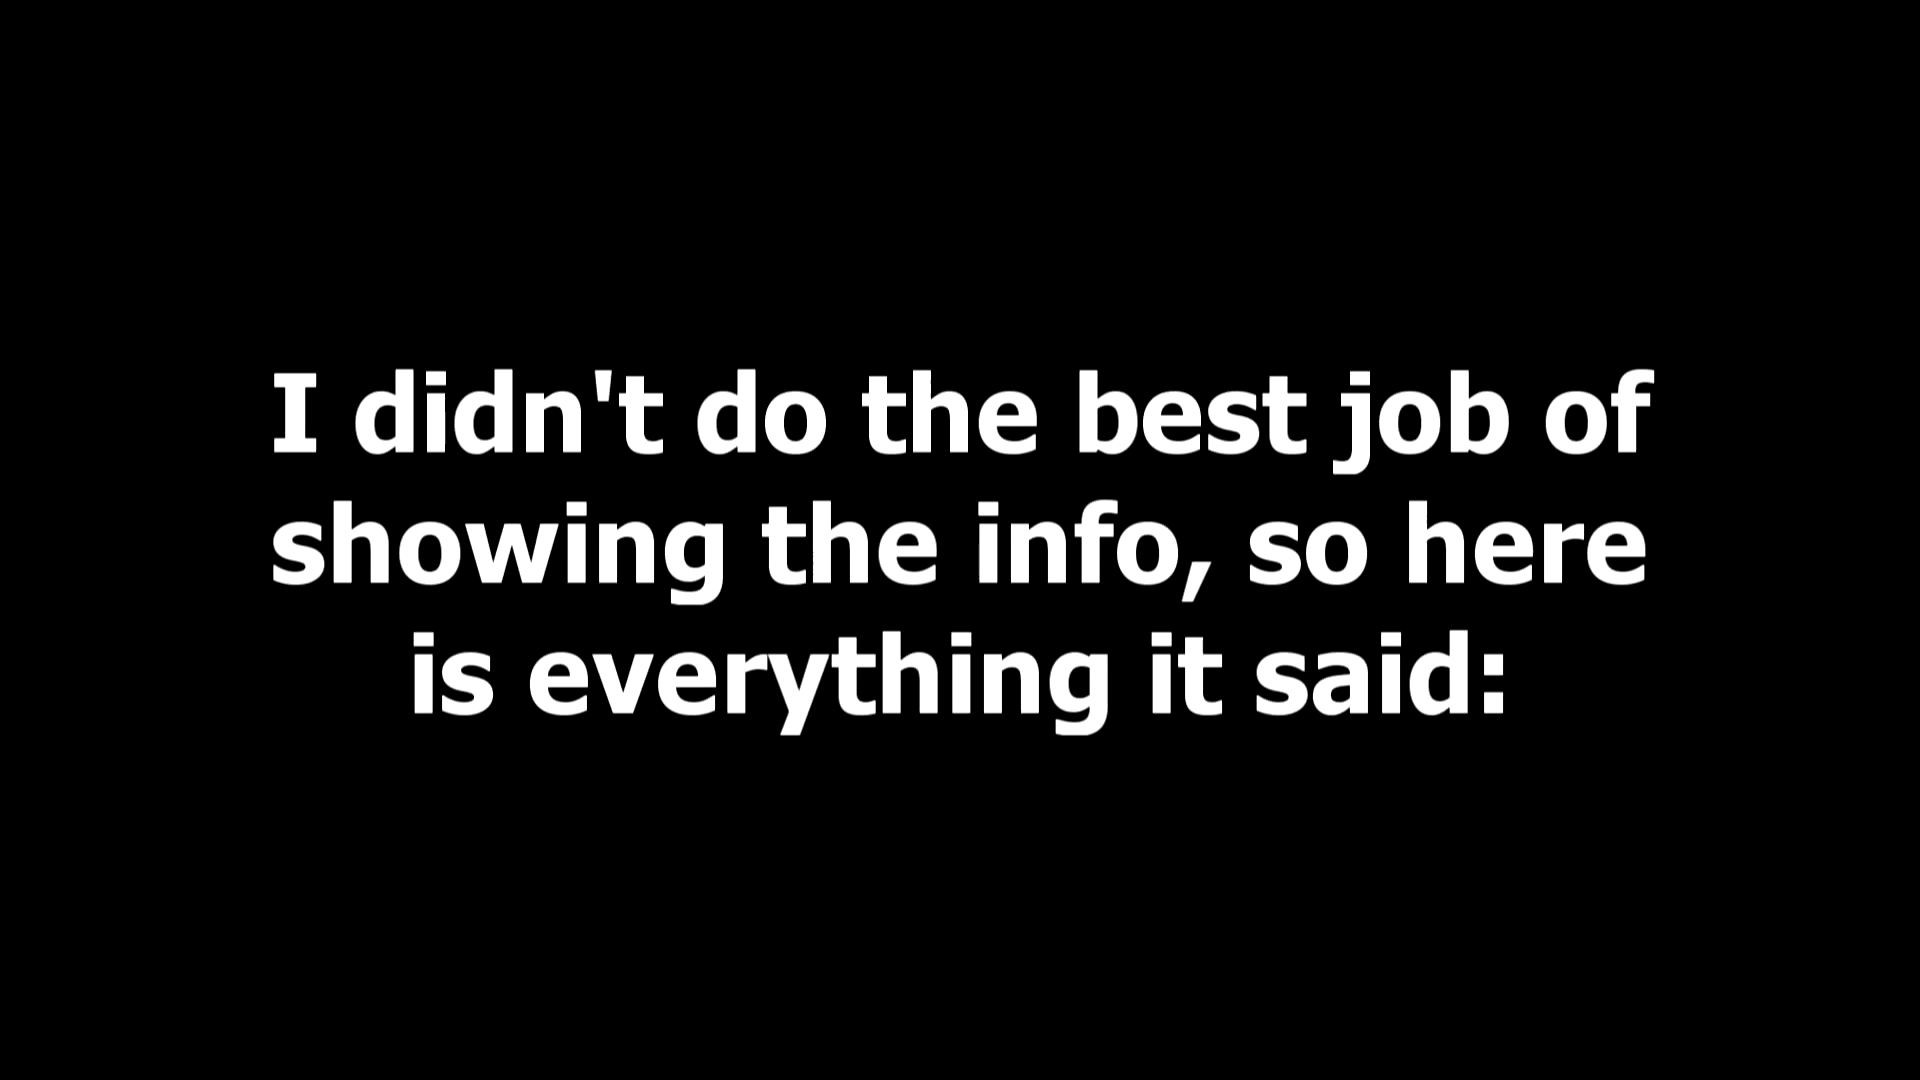 I didn't do the best job of
showing the info, so here
is everything it said: